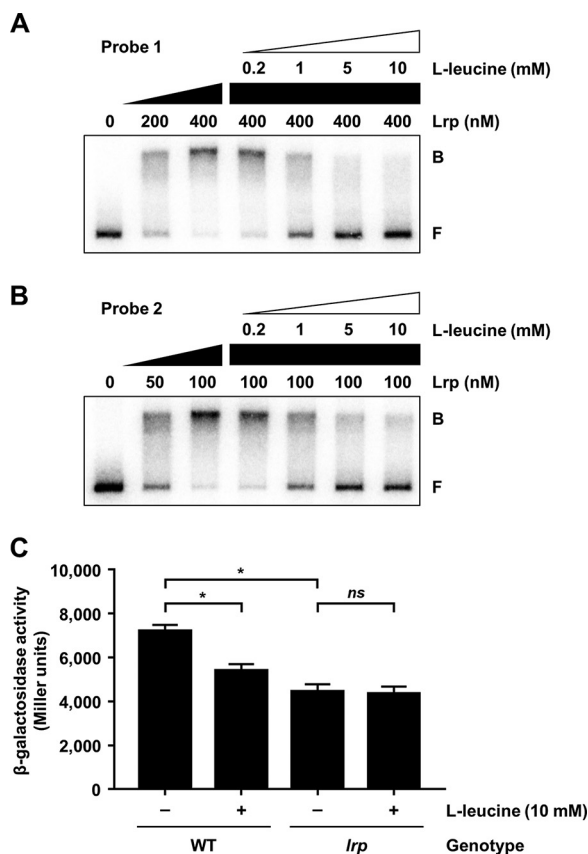 A
Probe 1
0.2 1 5 10 L-leucine (mM)
0 200 400 400 400 400 400 Lrp (nM)
B
F
B
Probe 2
0.2 1 5 10 L-leucine (mM)
0 50 100 100 100 100 100 Lrp (nM)
B
F
C
β-galactosidase activity
(Miller units)
10,000
8,000
6,000
4,000
2,000
0
*
* ns
– + – + L-leucine (10 mM)
WT lrp Genotype